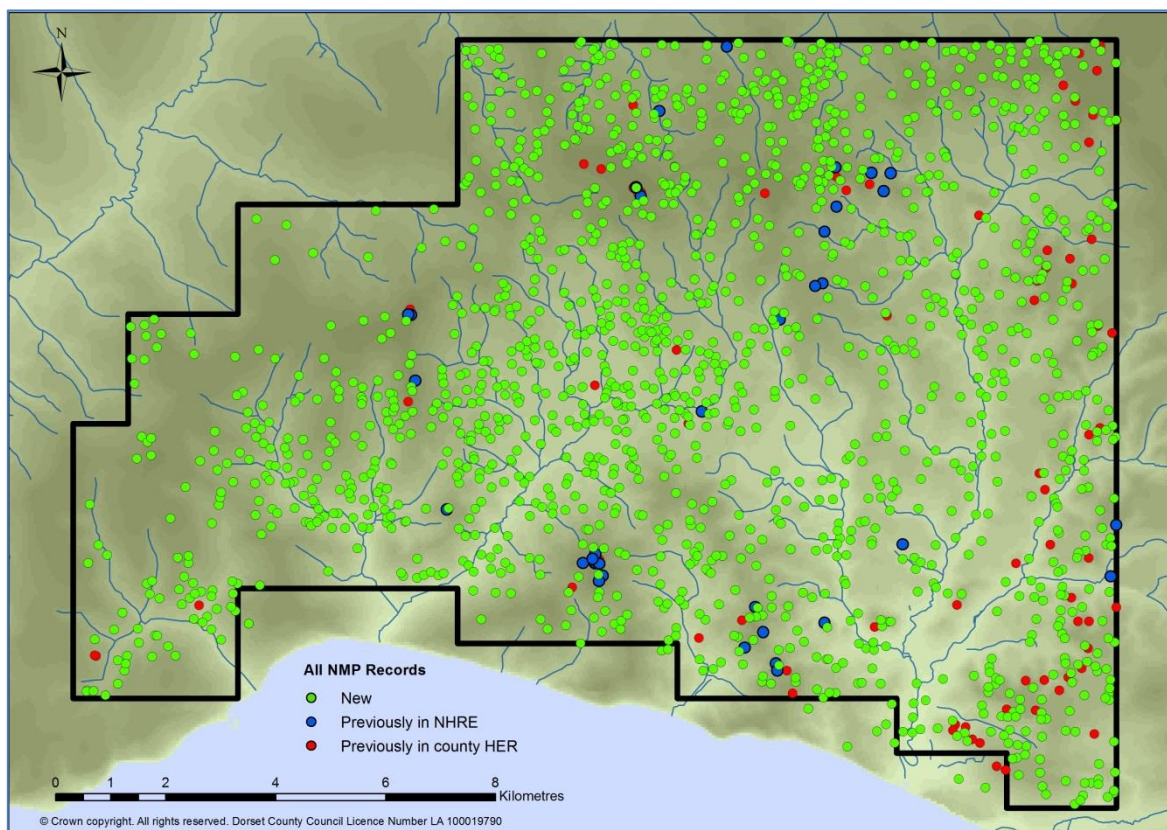 N
All NMP Records
New
Previously in NHRE
Previously in county HER
0 1 2 4 6 8
Kilometres
© Crown copyright. All rights reserved. Dorset County Council Licence Number LA 100019790